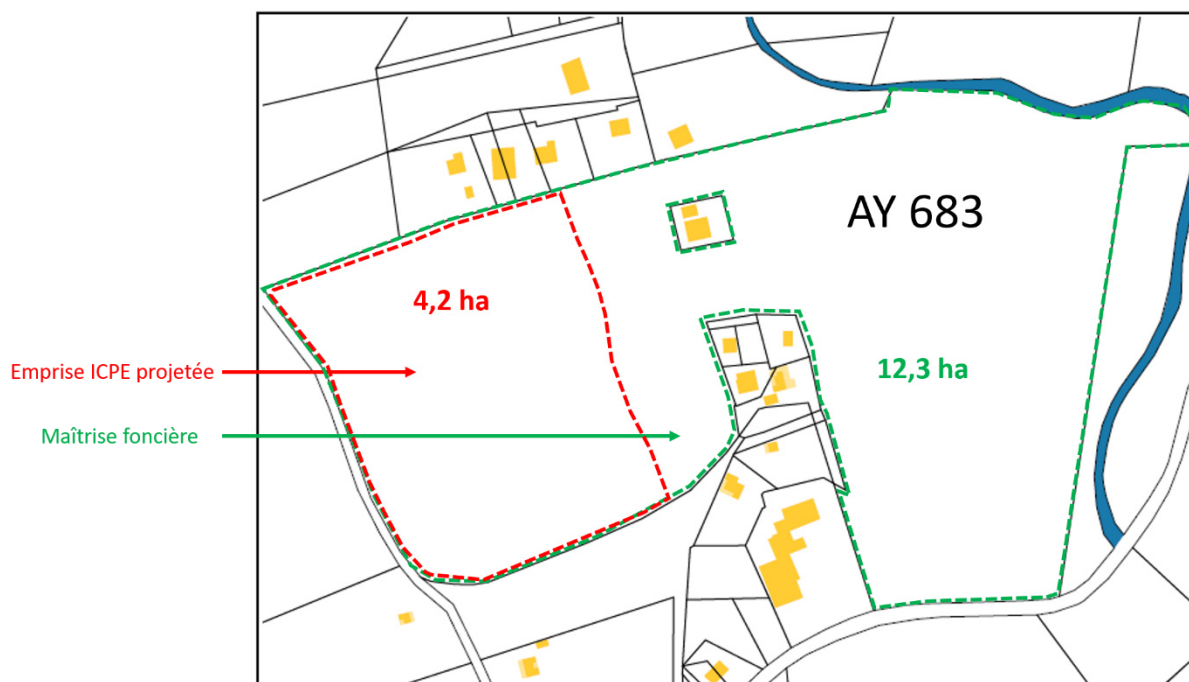 AY 683
4,2 ha
Emprise ICPE projetée
12,3 ha
Maîtrise foncière